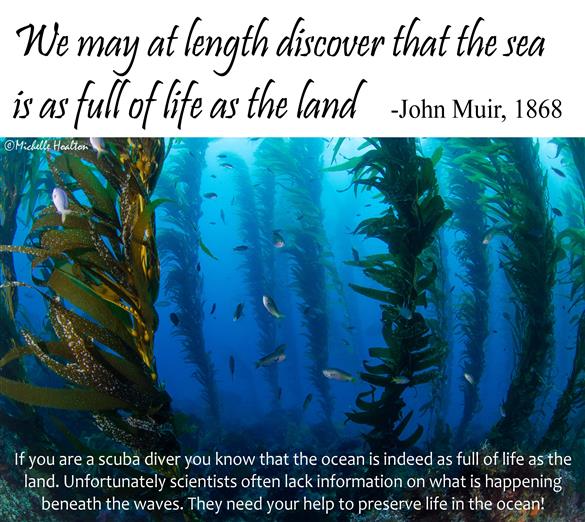 We may at length discover that the sea
is as full of life as the land -John Muir, 1868
©Michelle Hoalton
If you are a scuba diver you know that the ocean is indeed as full of life as the
land. Unfortunately scientists often lack information on what is happening
beneath the waves. They need your help to preserve life in the ocean!